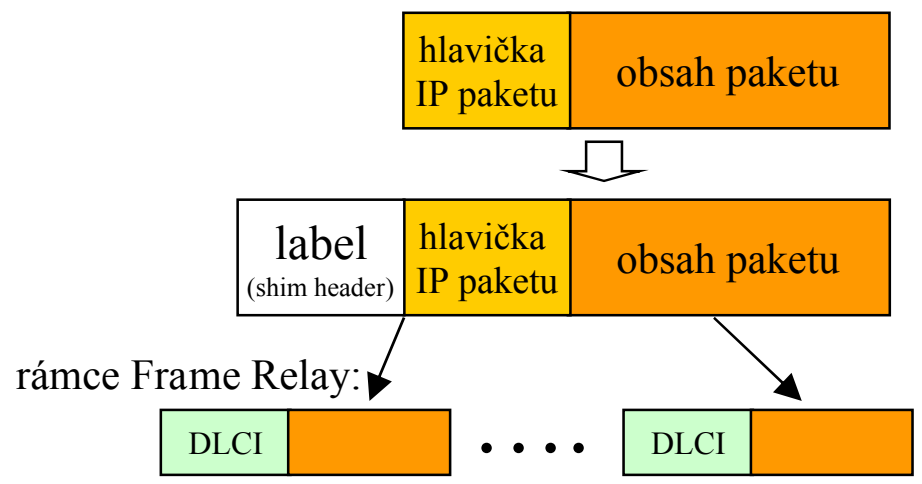 hlavička
IP paketu
obsah paketu
label
(shim header)
hlavička
IP paketu
obsah paketu
rámce Frame Relay:
DLCI
DLCI